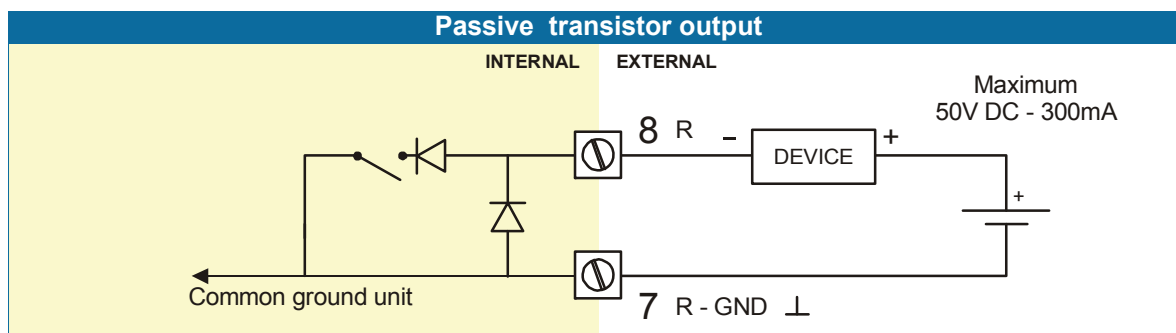 Passive transistor output
INTERNAL EXTERNAL
Maximum
50V DC - 300mA
8 R - DEVICE +
+
Common ground unit
7 R - GND ⊥